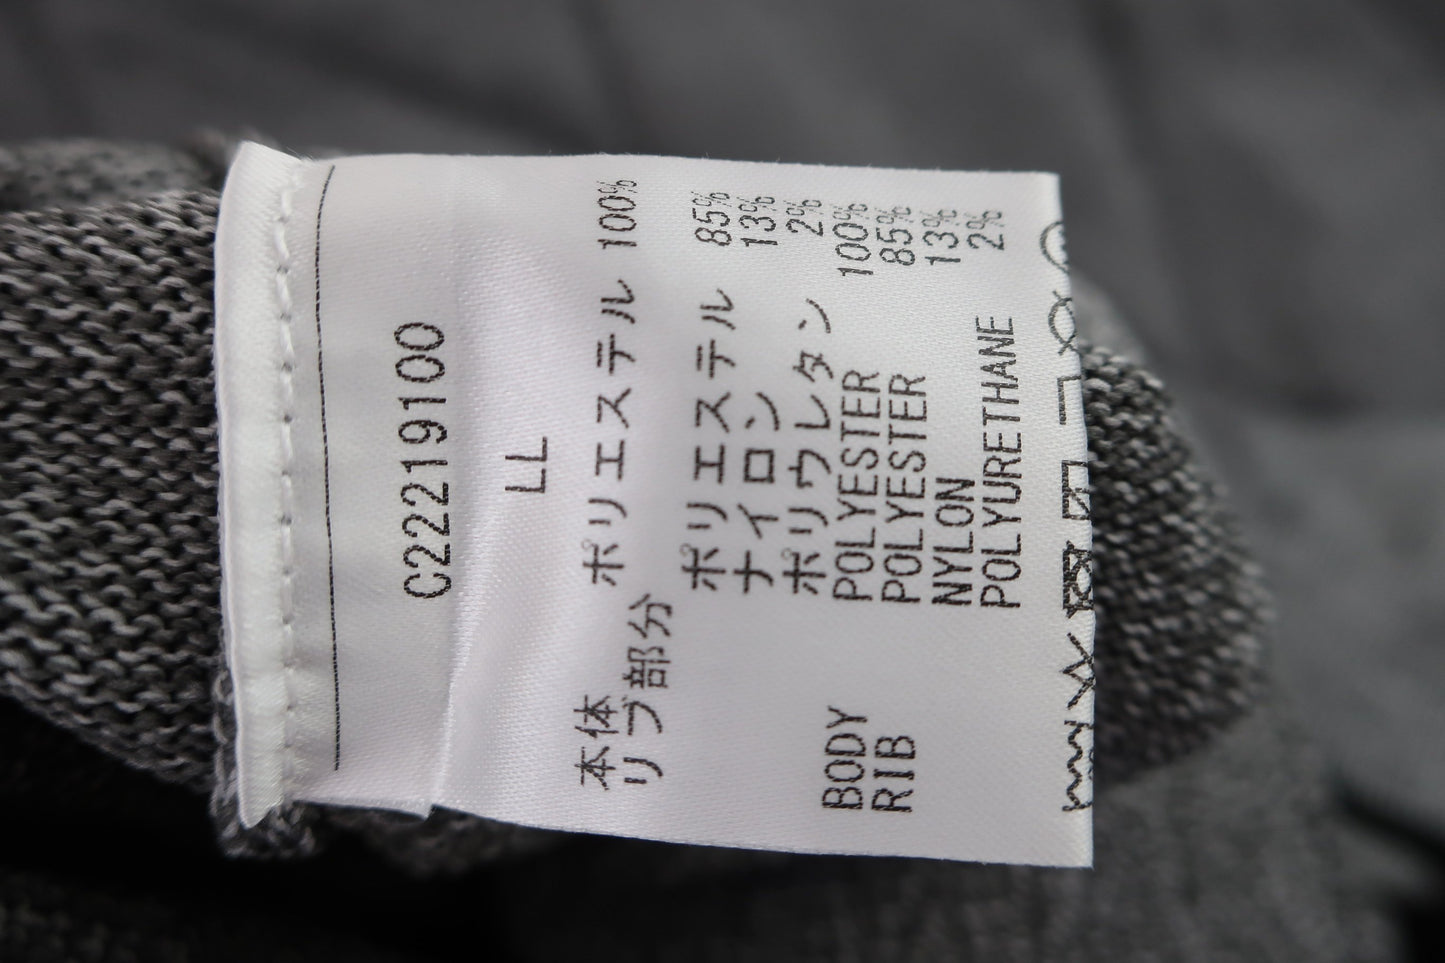 C2219100
LL
本体 ポリエステル 100%
リブ部分
ポリエステル 85%
ナイロン 13%
ポリウレタン 2%
BODY POLYESTER 100%
RIB POLYESTER 85%
NYLON 13%
POLYURETHANE 2%